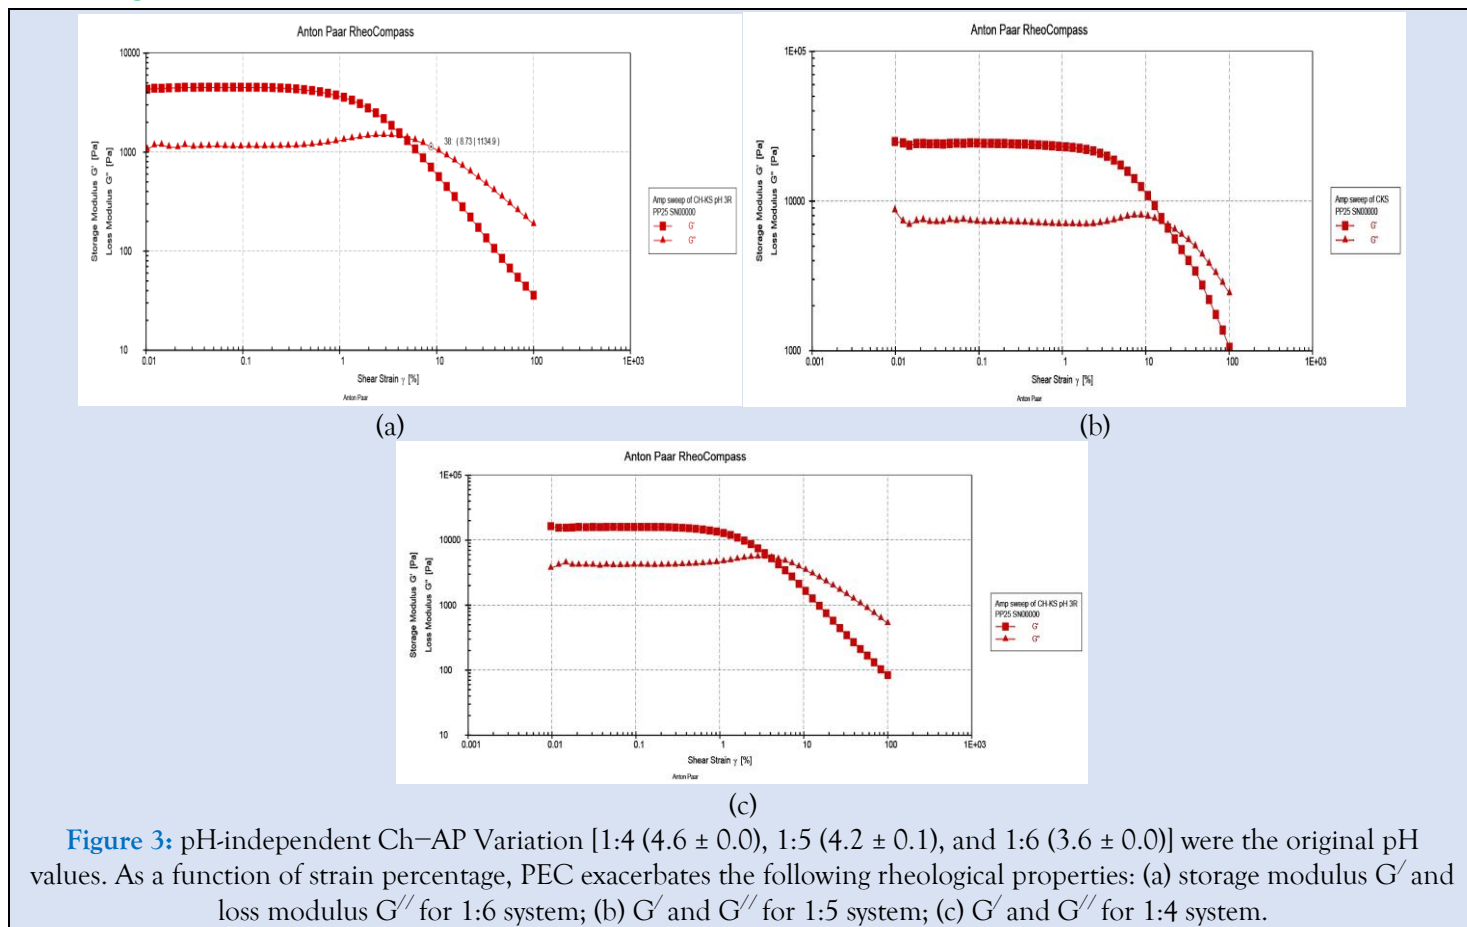 Anton Paar RheoCompass
10000
1000
100
10
Storage Modulus G' [Pa]
Loss Modulus G" [Pa]
38: ( 8.73 | 1134.9 )
0.01 0.1 1 10 100 1E+03
Shear Strain γ [%]
Anton Paar
Amp sweep of CH-KS pH 3R
PP25 SN00000
G'
G"
(a)
Anton Paar RheoCompass
1E+05
10000
1000
Storage Modulus G' [Pa]
Loss Modulus G" [Pa]
0.001 0.01 0.1 1 10 100 1E+03
Shear Strain γ [%]
Anton Paar
Amp sweep of CKS
PP25 SN00000
G'
G"
(b)
Anton Paar RheoCompass
1E+05
10000
1000
100
10
Storage Modulus G' [Pa]
Loss Modulus G" [Pa]
0.001 0.01 0.1 1 10 100 1E+03
Shear Strain γ [%]
Anton Paar
Amp sweep of CH-KS pH 3R
PP25 SN00000
G'
G"
(c)
Figure 3: pH-independent Ch−AP Variation [1:4 (4.6 ± 0.0), 1:5 (4.2 ± 0.1), and 1:6 (3.6 ± 0.0)] were the original pH
values. As a function of strain percentage, PEC exacerbates the following rheological properties: (a) storage modulus G′ and
loss modulus G′′ for 1:6 system; (b) G′ and G′′ for 1:5 system; (c) G′ and G′′ for 1:4 system.